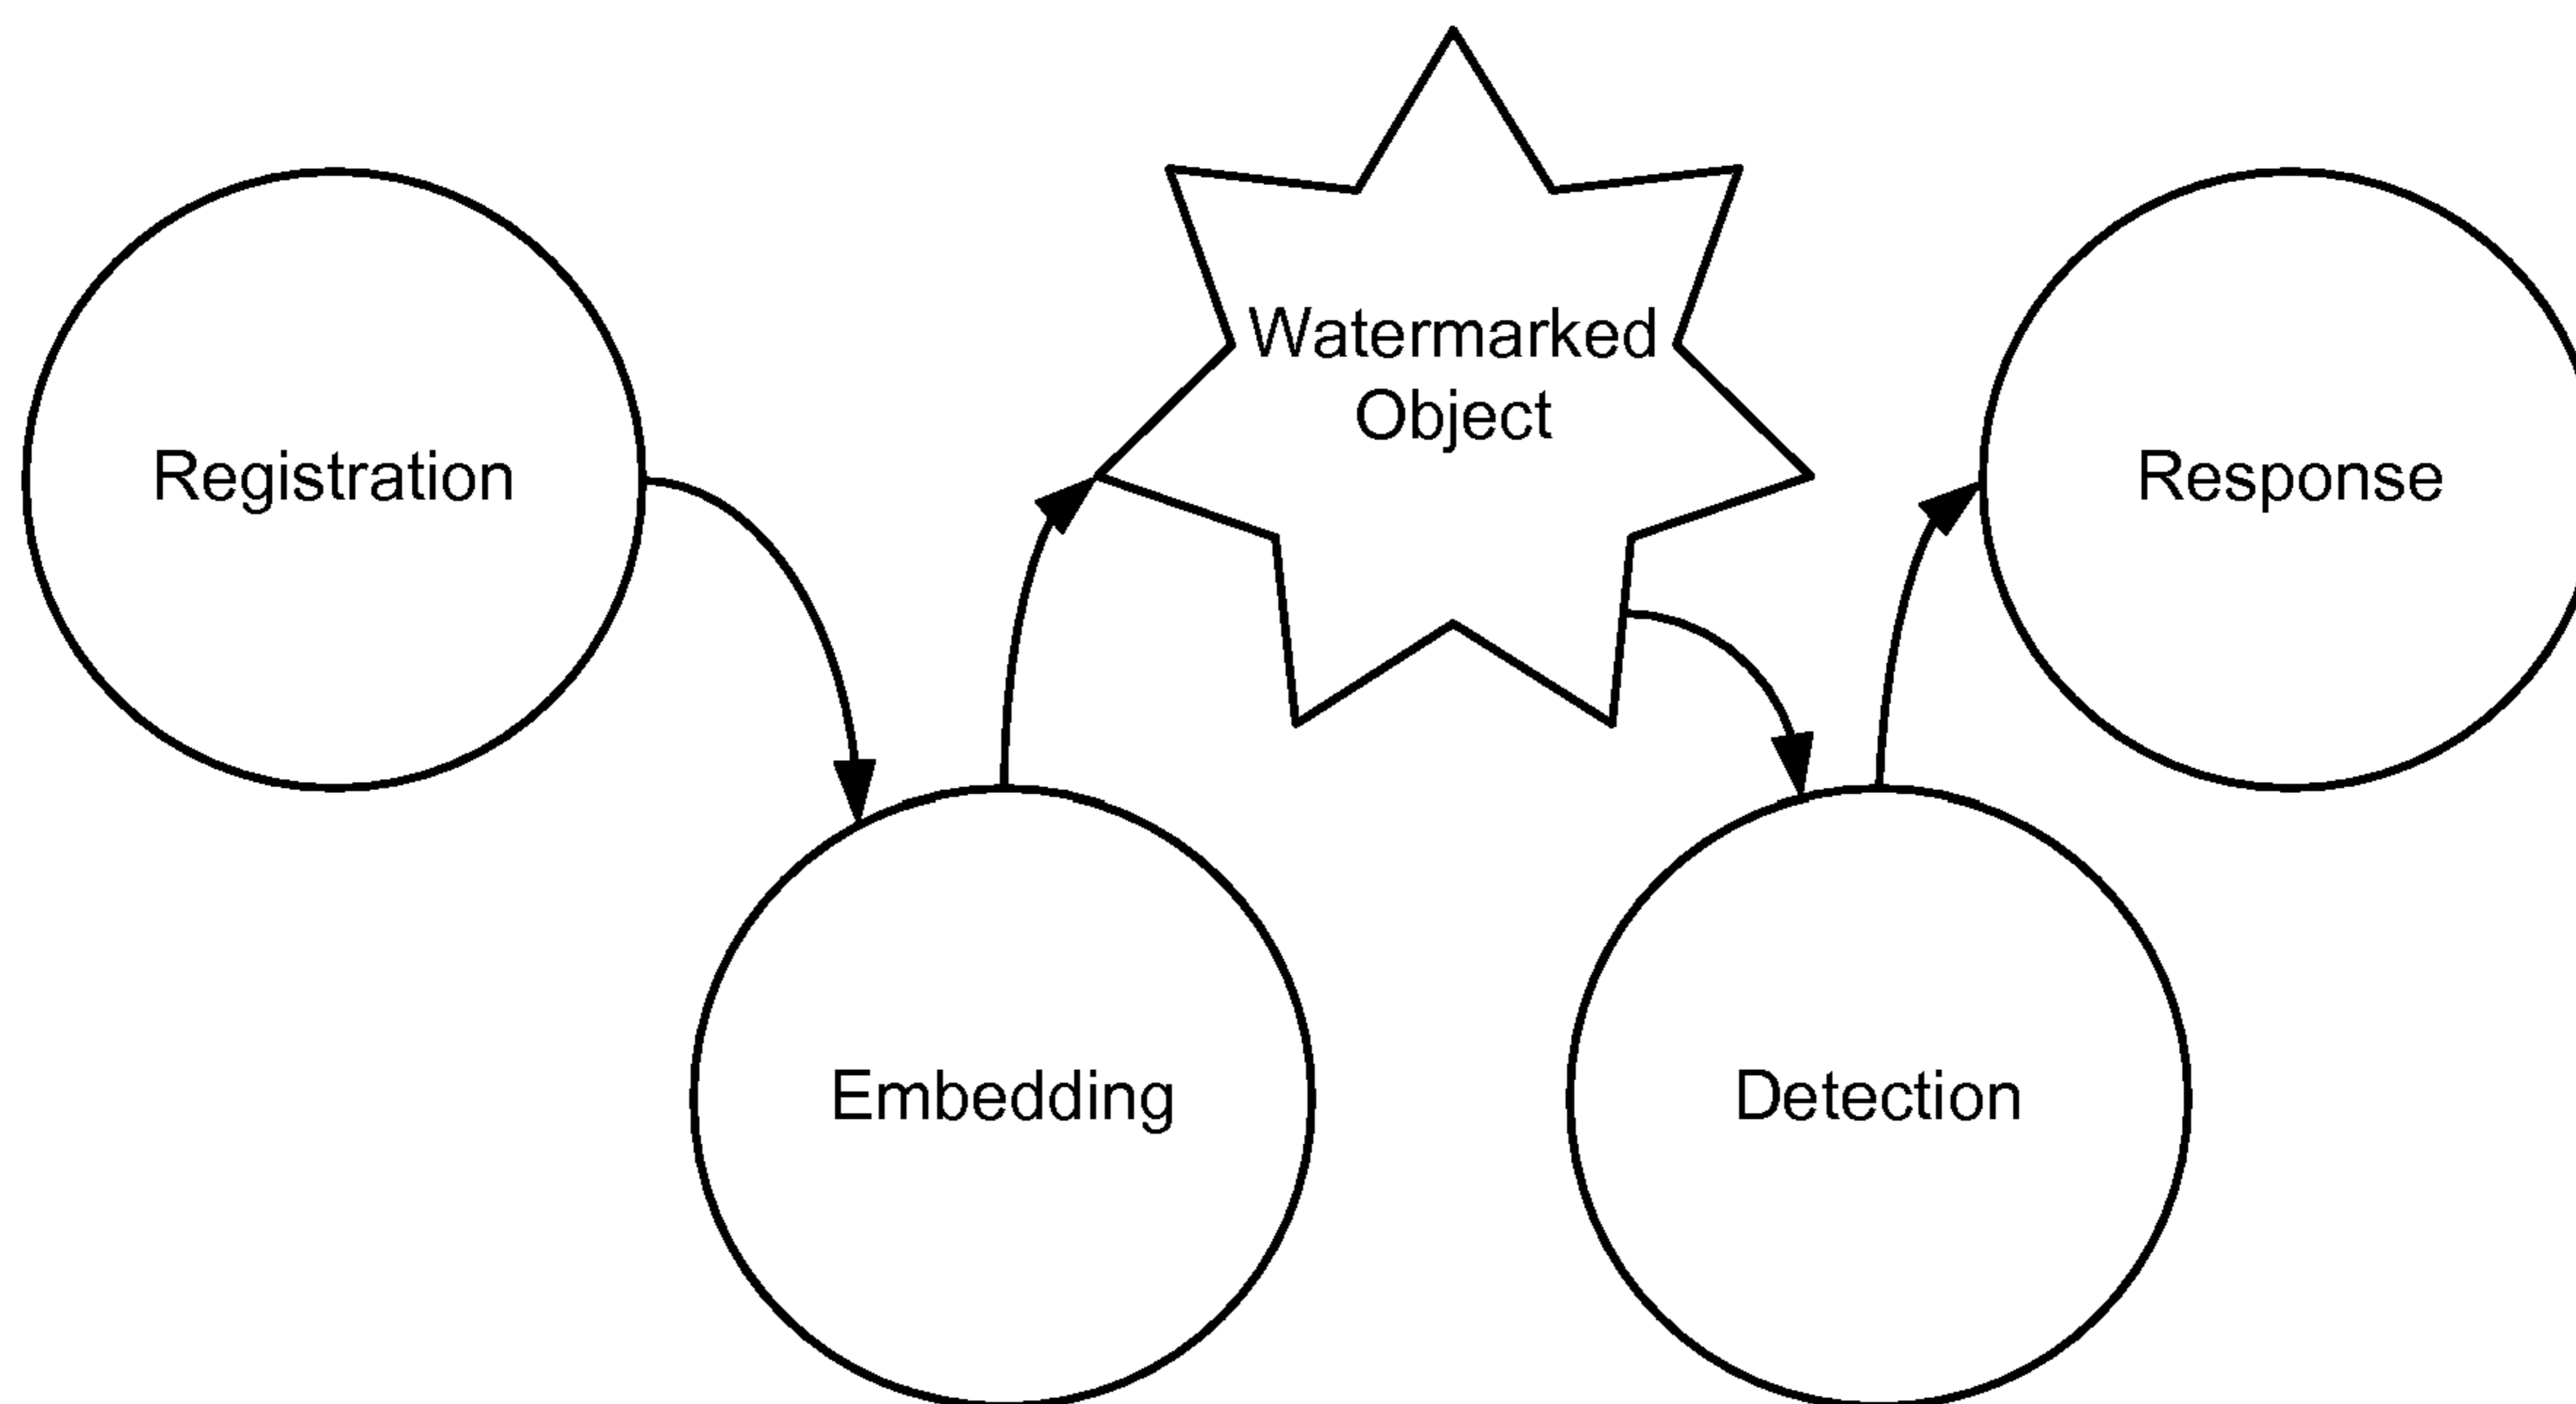 Registration
Embedding
Watermarked
Object
Detection
Response